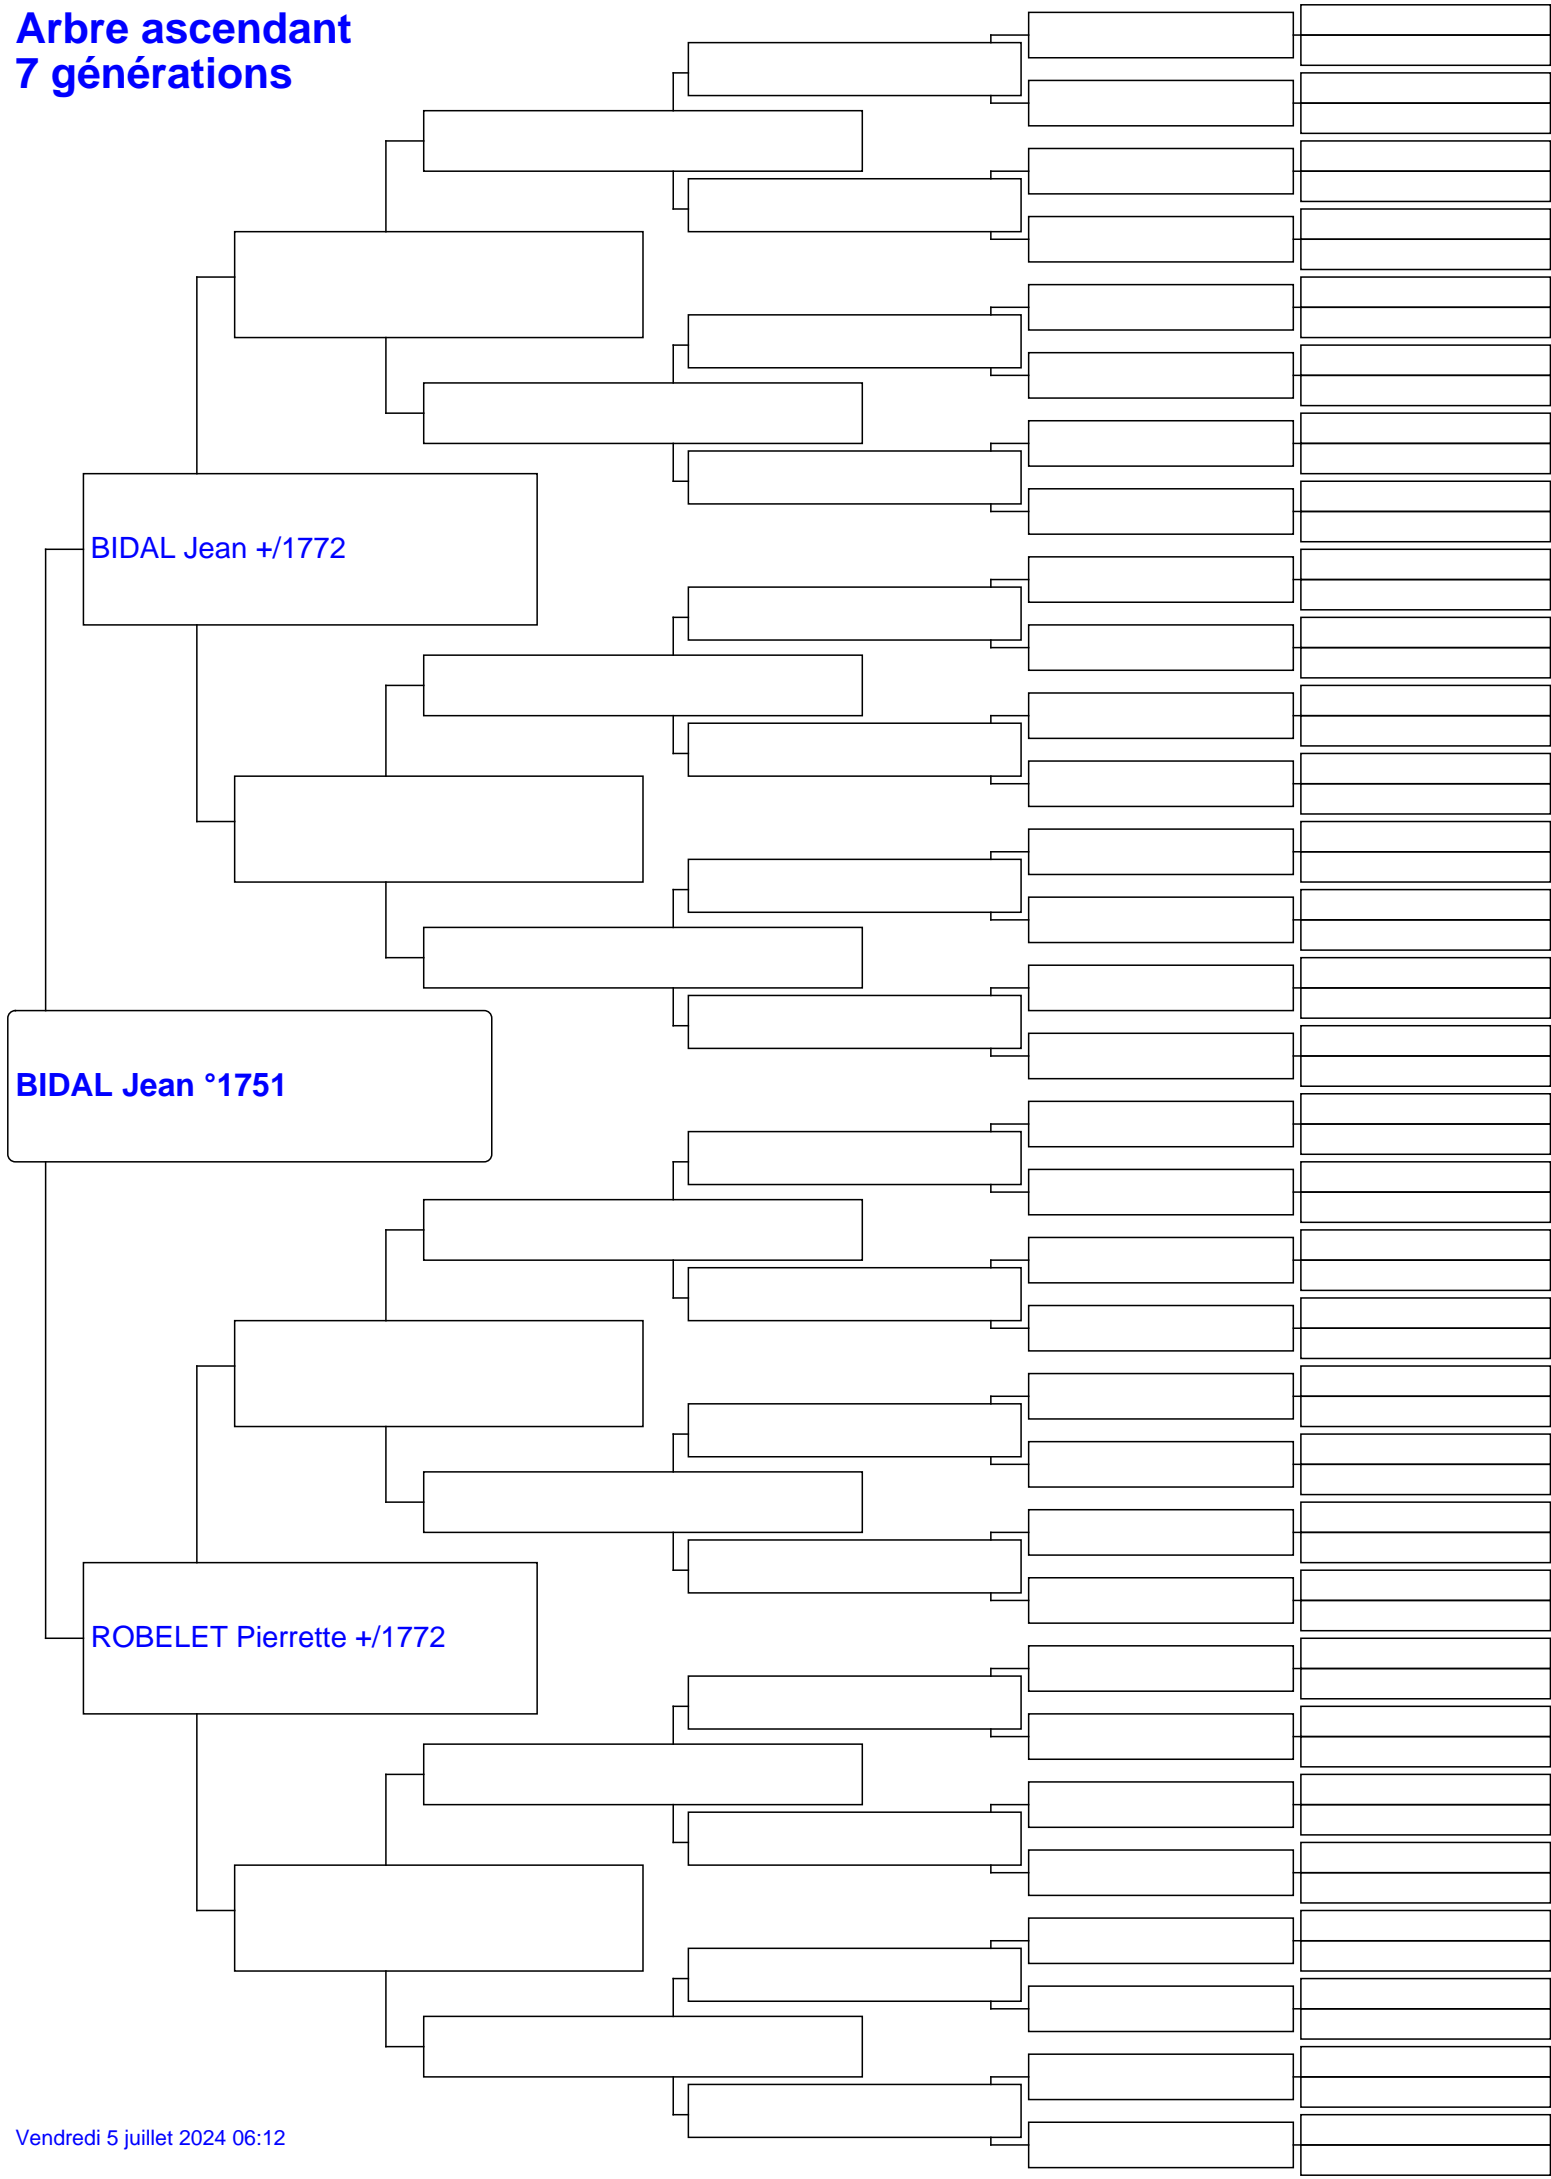 Arbre ascendant
7 générations
BIDAL Jean +/1772
BIDAL Jean °1751
ROBELET Pierrette +/1772
Vendredi 5 juillet 2024 06:12